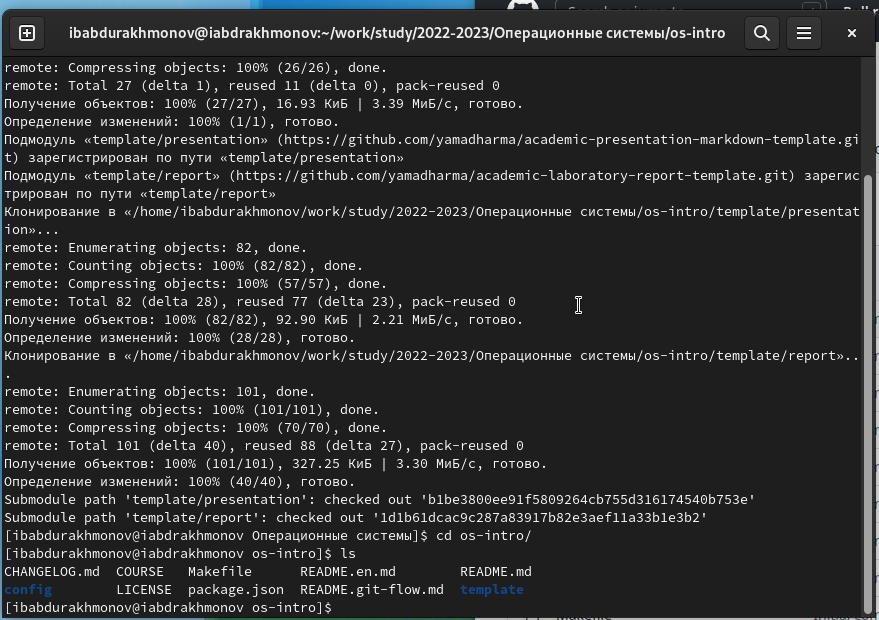 ibabdurakhmonov@iabdrakhmonov:~/work/study/2022-2023/Операционные системы/os-intro
remote: Compressing objects: 100% (26/26), done.
remote: Total 27 (delta 1), reused 11 (delta 0), pack-reused 0
Получение объектов: 100% (27/27), 16.93 КиБ | 3.39 МиБ/с, готово.
Определение изменений: 100% (1/1), готово.
Подмодуль «template/presentation» (https://github.com/yamadharma/academic-presentation-markdown-template.gi
t) зарегистрирован по пути «template/presentation»
Подмодуль «template/report» (https://github.com/yamadharma/academic-laboratory-report-template.git) зарегис
трирован по пути «template/report»
Клонирование в «/home/ibabdurakhmonov/work/study/2022-2023/Операционные системы/os-intro/template/presentat
ion»...
remote: Enumerating objects: 82, done.
remote: Counting objects: 100% (82/82), done.
remote: Compressing objects: 100% (57/57), done.
remote: Total 82 (delta 28), reused 77 (delta 23), pack-reused 0
Получение объектов: 100% (82/82), 92.90 КиБ | 2.21 МиБ/с, готово.
Определение изменений: 100% (28/28), готово.
Клонирование в «/home/ibabdurakhmonov/work/study/2022-2023/Операционные системы/os-intro/template/report»..
.
remote: Enumerating objects: 101, done.
remote: Counting objects: 100% (101/101), done.
remote: Compressing objects: 100% (70/70), done.
remote: Total 101 (delta 40), reused 88 (delta 27), pack-reused 0
Получение объектов: 100% (101/101), 327.25 КиБ | 3.30 МиБ/с, готово.
Определение изменений: 100% (40/40), готово.
Submodule path 'template/presentation': checked out 'b1be3800ee91f5809264cb755d316174540b753e'
Submodule path 'template/report': checked out '1d1b61dcac9c287a83917b82e3aef11a33b1e3b2'
[ibabdurakhmonov@iabdrakhmonov Операционные системы]$ cd os-intro/
[ibabdurakhmonov@iabdrakhmonov os-intro]$ ls
CHANGELOG.md COURSE Makefile README.en.md README.md
config LICENSE package.json README.git-flow.md template
[ibabdurakhmonov@iabdrakhmonov os-intro]$